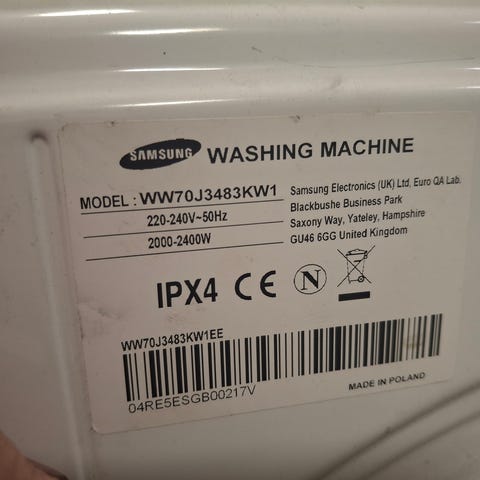 SAMSUNG WASHING MACHINE
MODEL : WW70J3483KW1
220-240V~50Hz
2000-2400W
Samsung Electronics (UK) Ltd, Euro QA Lab.
Blackbushe Business Park
Saxony Way, Yateley, Hampshire
GU46 6GG United Kingdom
IPX4 CE N
WW70J3483KW1EE
04RE5ESGB00217V
MADE IN POLAND